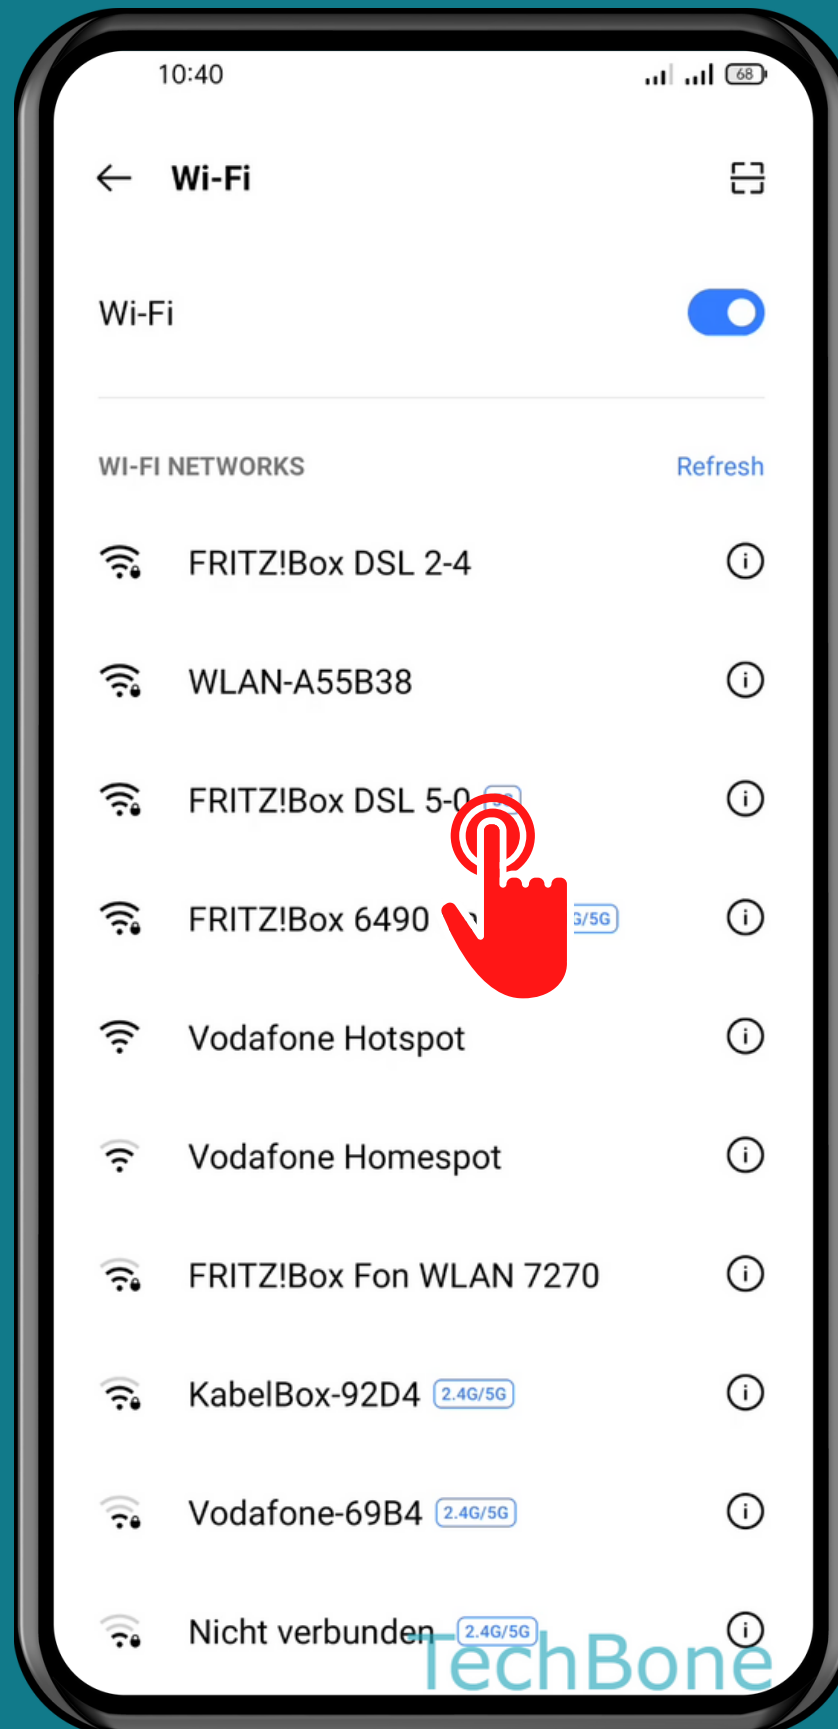 10:40
68
Wi-Fi
Wi-Fi
WI-FI NETWORKS
Refresh
FRITZ!Box DSL 2-4
WLAN-A55B38
FRITZ!Box DSL 5-0
FRITZ!Box 6490
Vodafone Hotspot
Vodafone Homespot
FRITZ!Box Fon WLAN 7270
KabelBox-92D4 2.4G/5G
Vodafone-69B4 2.4G/5G
Nicht verbunden 2.4G/5G
TechBone